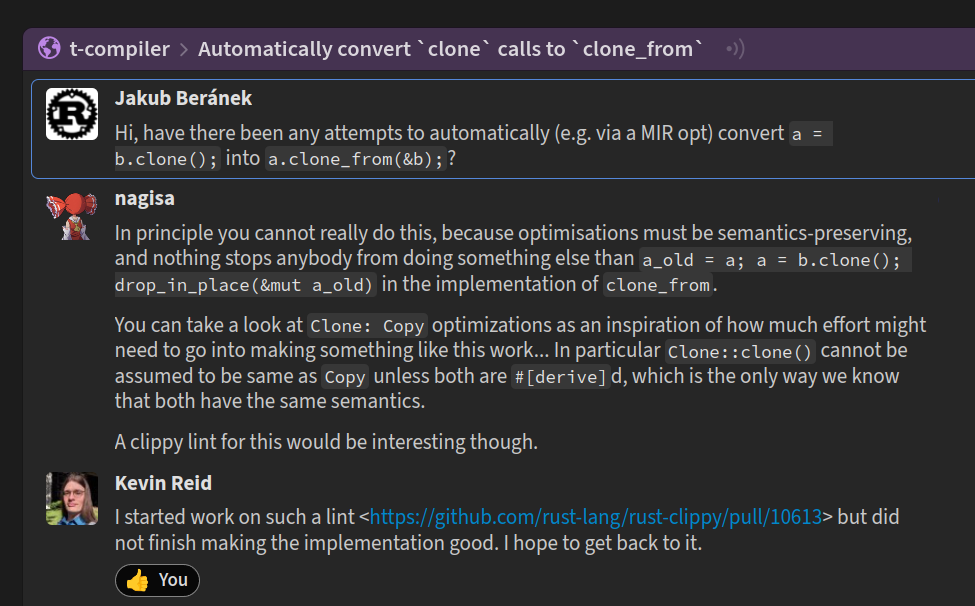 t-compiler > Automatically convert `clone` calls to `clone_from`
Jakub Beránek
Hi, have there been any attempts to automatically (e.g. via a MIR opt) convert a =
b.clone(); into a.clone_from(&b);?
nagisa
In principle you cannot really do this, because optimisations must be semantics-preserving,
and nothing stops anybody from doing something else than a_old = a; a = b.clone();
drop_in_place(&mut a_old) in the implementation of clone_from.
You can take a look at Clone: Copy optimizations as an inspiration of how much effort might
need to go into making something like this work... In particular Clone::clone() cannot be
assumed to be same as Copy unless both are #[derive]d, which is the only way we know
that both have the same semantics.
A clippy lint for this would be interesting though.
Kevin Reid
I started work on such a lint <https://github.com/rust-lang/rust-clippy/pull/10613> but did
not finish making the implementation good. I hope to get back to it.
👍 You